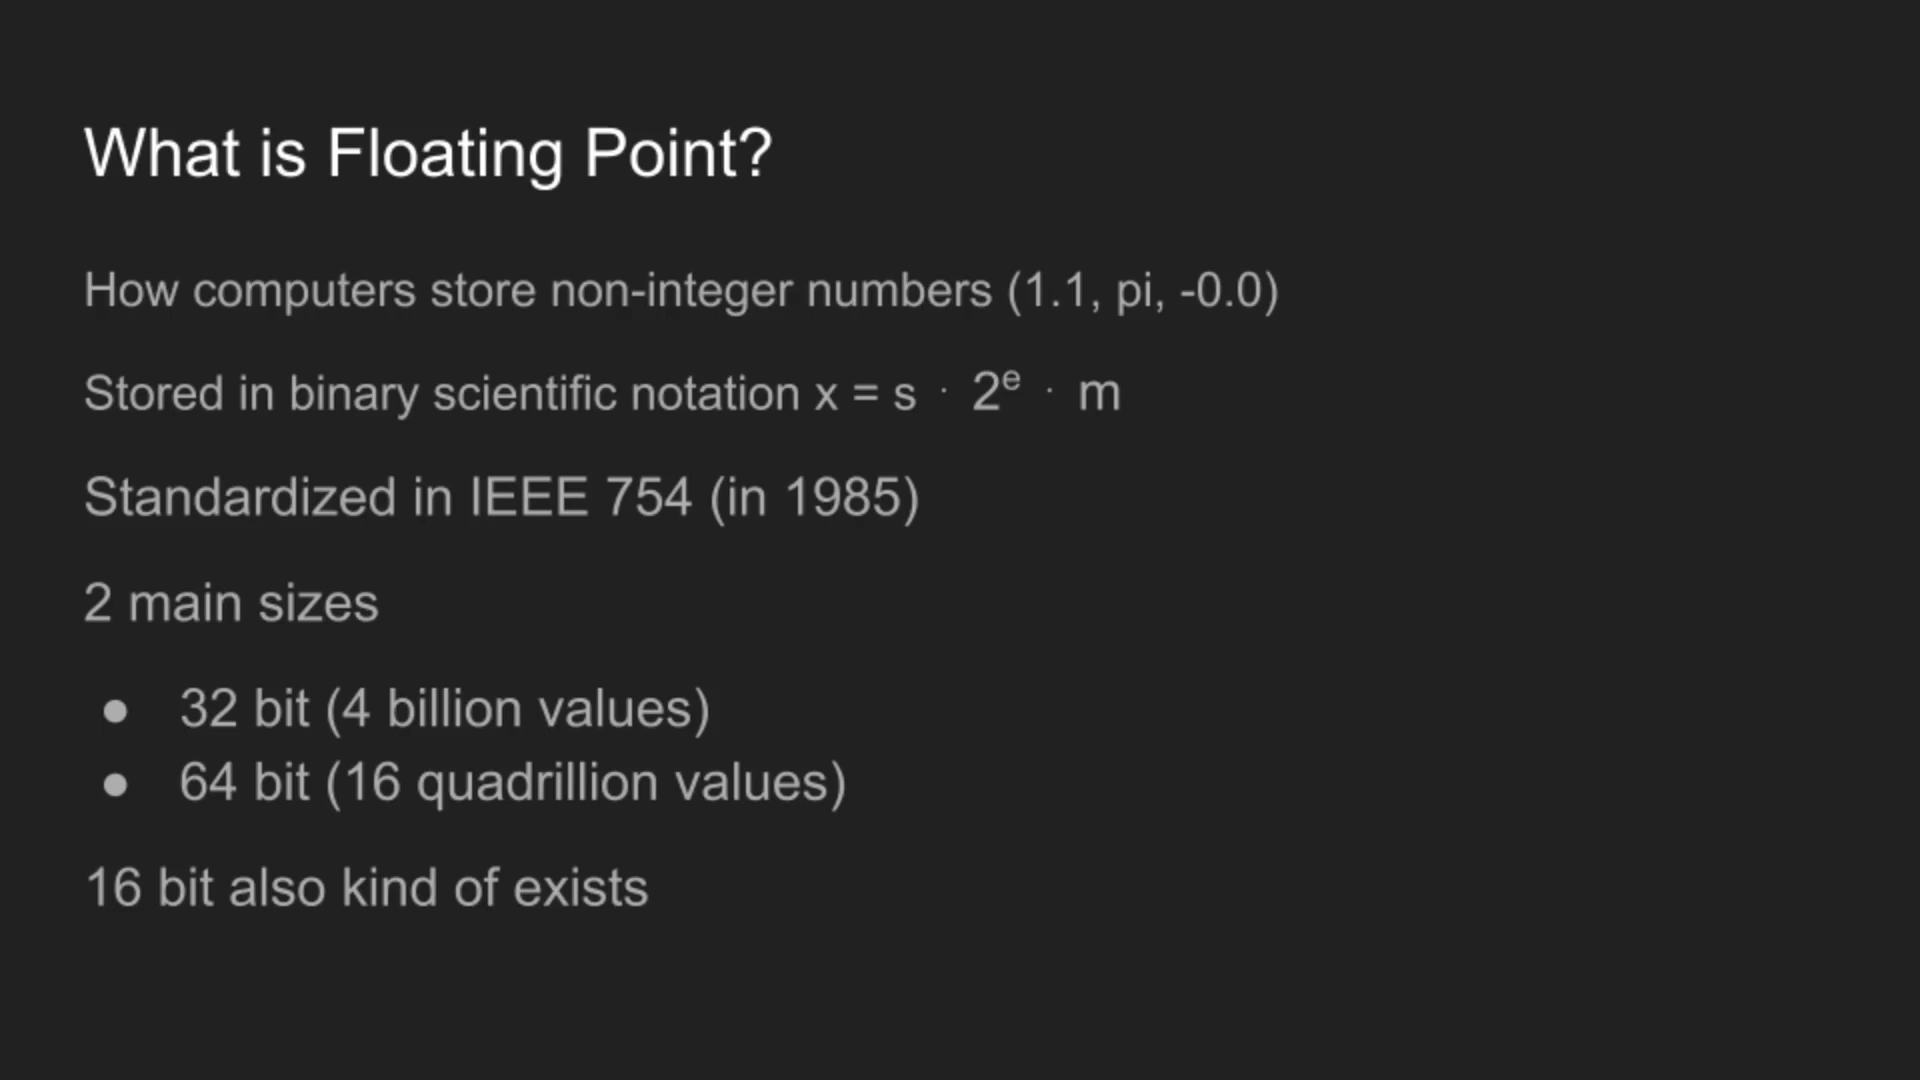 What is Floating Point?
How computers store non-integer numbers (1.1, pi, -0.0)
Stored in binary scientific notation x = s · 2ᵉ · m
Standardized in IEEE 754 (in 1985)
2 main sizes
● 32 bit (4 billion values)
● 64 bit (16 quadrillion values)
16 bit also kind of exists